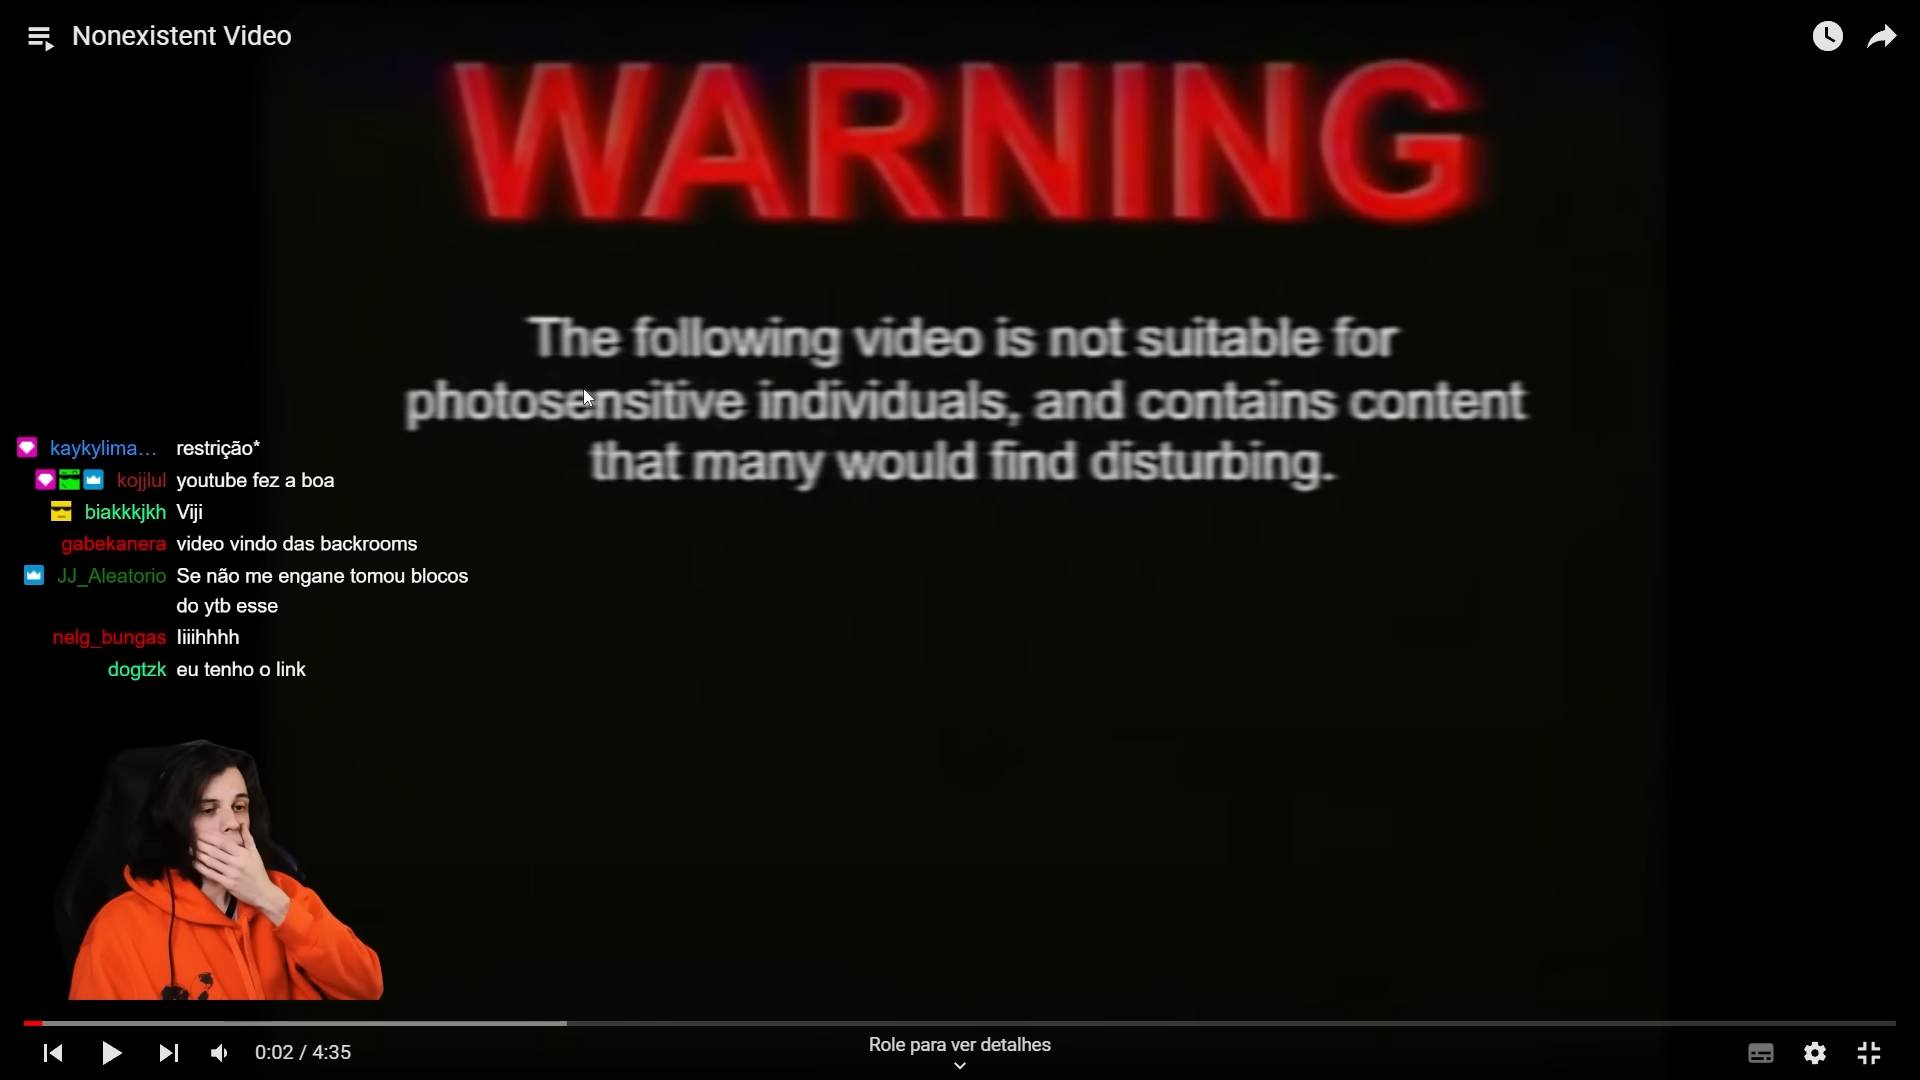 Nonexistent Video
WARNING
The following video is not suitable for
photosensitive individuals, and contains content
that many would find disturbing.
kaykylima... restrição*
kojjlul youtube fez a boa
biakkkjkh Viji
gabekanera video vindo das backrooms
JJ_Aleatorio Se não me engane tomou blocos
do ytb esse
nelg_bungas Iiiihhhh
dogtzk eu tenho o link
0:02 / 4:35
Role para ver detalhes